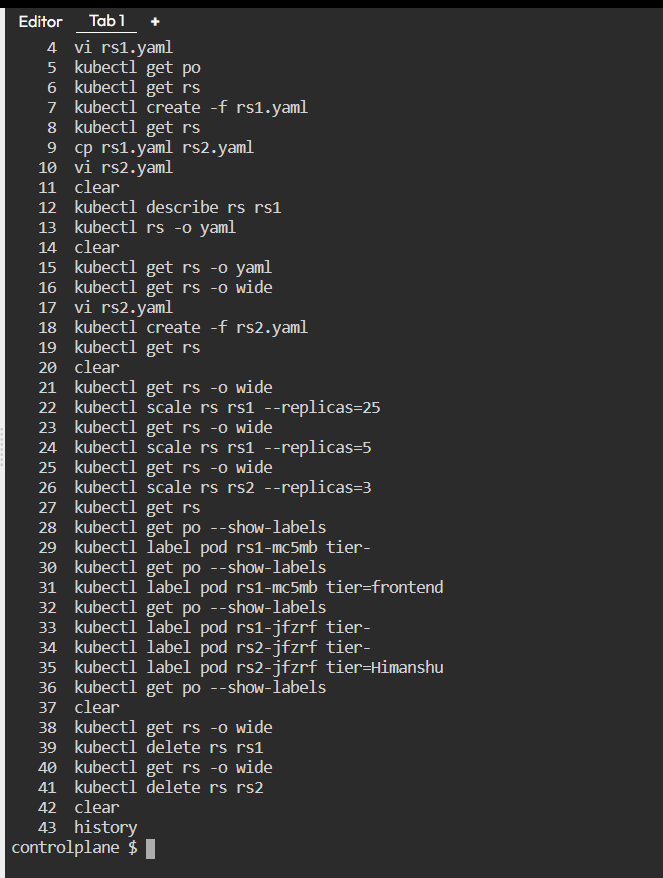 Editor Tab 1 +
4 vi rs1.yaml
5 kubectl get po
6 kubectl get rs
7 kubectl create -f rs1.yaml
8 kubectl get rs
9 cp rs1.yaml rs2.yaml
10 vi rs2.yaml
11 clear
12 kubectl describe rs rs1
13 kubectl rs -o yaml
14 clear
15 kubectl get rs -o yaml
16 kubectl get rs -o wide
17 vi rs2.yaml
18 kubectl create -f rs2.yaml
19 kubectl get rs
20 clear
21 kubectl get rs -o wide
22 kubectl scale rs rs1 --replicas=25
23 kubectl get rs -o wide
24 kubectl scale rs rs1 --replicas=5
25 kubectl get rs -o wide
26 kubectl scale rs rs2 --replicas=3
27 kubectl get rs
28 kubectl get po --show-labels
29 kubectl label pod rs1-mc5mb tier-
30 kubectl get po --show-labels
31 kubectl label pod rs1-mc5mb tier=frontend
32 kubectl get po --show-labels
33 kubectl label pod rs1-jfzrf tier-
34 kubectl label pod rs2-jfzrf tier-
35 kubectl label pod rs2-jfzrf tier=Himanshu
36 kubectl get po --show-labels
37 clear
38 kubectl get rs -o wide
39 kubectl delete rs rs1
40 kubectl get rs -o wide
41 kubectl delete rs rs2
42 clear
43 history
controlplane $